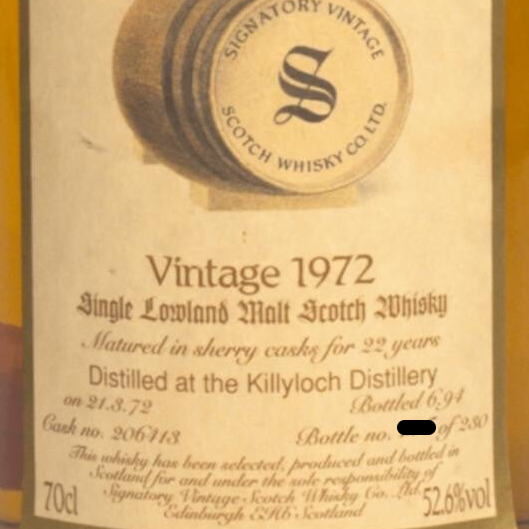 SIGNATORY VINTAGE
S
SCOTCH WHISKY CO LTD.
Vintage 1972
Single Lowland Malt Scotch Whisky
Matured in sherry casks for 22 years
Distilled at the Killyloch Distillery
on 21.3.72 Bottled 6.94
Cask no. 206413 Bottle no. of 230
This whisky has been selected, produced and bottled in
Scotland for and under the sole responsibility of
Signatory Vintage Scotch Whisky Co. Ltd.
Edinburgh EH6 Scotland
70cl 52.6%vol